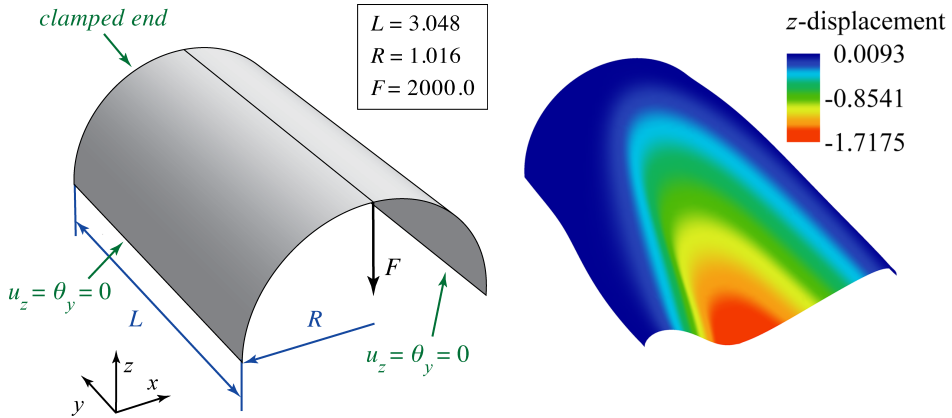 clamped end
L = 3.048
R = 1.016
F = 2000.0
z-displacement
0.0093
-0.8541
-1.7175
F
u_z = θ_y = 0
L
R
u_z = θ_y = 0
z
x
y